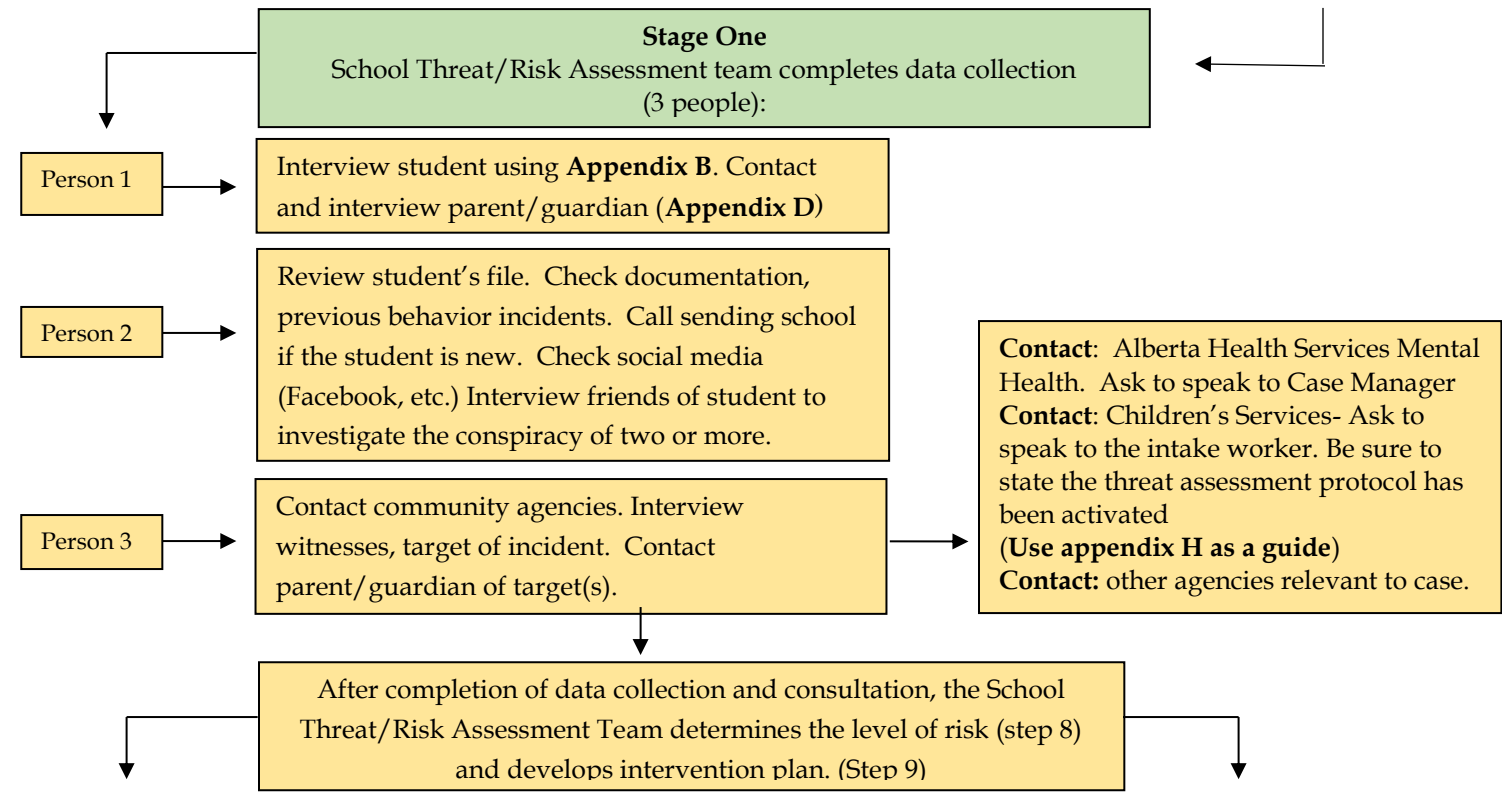 Stage One
School Threat/Risk Assessment team completes data collection
(3 people):
Person 1
Interview student using Appendix B. Contact
and interview parent/guardian (Appendix D)
Person 2
Review student’s file.  Check documentation,
previous behavior incidents.  Call sending school
if the student is new.  Check social media
(Facebook, etc.) Interview friends of student to
investigate the conspiracy of two or more.
Person 3
Contact community agencies. Interview
witnesses, target of incident.  Contact
parent/guardian of target(s).
Contact:  Alberta Health Services Mental
Health.  Ask to speak to Case Manager
Contact: Children’s Services- Ask to
speak to the intake worker. Be sure to
state the threat assessment protocol has
been activated
(Use appendix H as a guide)
Contact: other agencies relevant to case.
After completion of data collection and consultation, the School
Threat/Risk Assessment Team determines the level of risk (step 8)
and develops intervention plan. (Step 9)